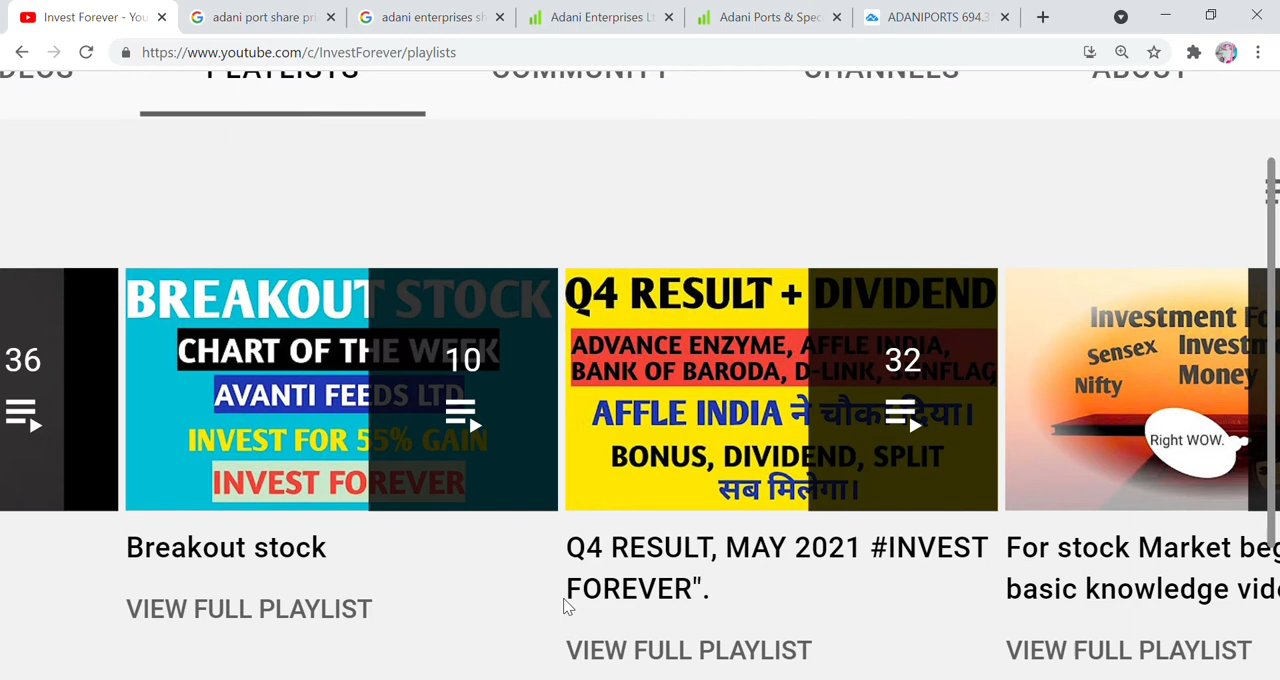 Invest Forever - You
adani port share pri
adani enterprises sh
Adani Enterprises Lt
Adani Ports & Spec
ADANIPORTS 694.3
https://www.youtube.com/c/InvestForever/playlists
PLAYLISTS
COMMUNITY
CHANNELS
ABOUT
36
BREAKOUT STOCK
CHART OF THE WEEK
10
AVANTI FEEDS LTD
INVEST FOR 55% GAIN
INVEST FOREVER
Q4 RESULT + DIVIDEND
ADVANCE ENZYME, AFFLE INDIA,
BANK OF BARODA, D-LINK, SUNFLAG
32
AFFLE INDIA ने चौका दिया।
BONUS, DIVIDEND, SPLIT
सब मिलेगा।
Investment Fo
Sensex
Investm
Nifty
Money
Right WOW.
Breakout stock
VIEW FULL PLAYLIST
Q4 RESULT, MAY 2021 #INVEST
FOREVER".
VIEW FULL PLAYLIST
For stock Market beg
basic knowledge vide
VIEW FULL PLAYLIST